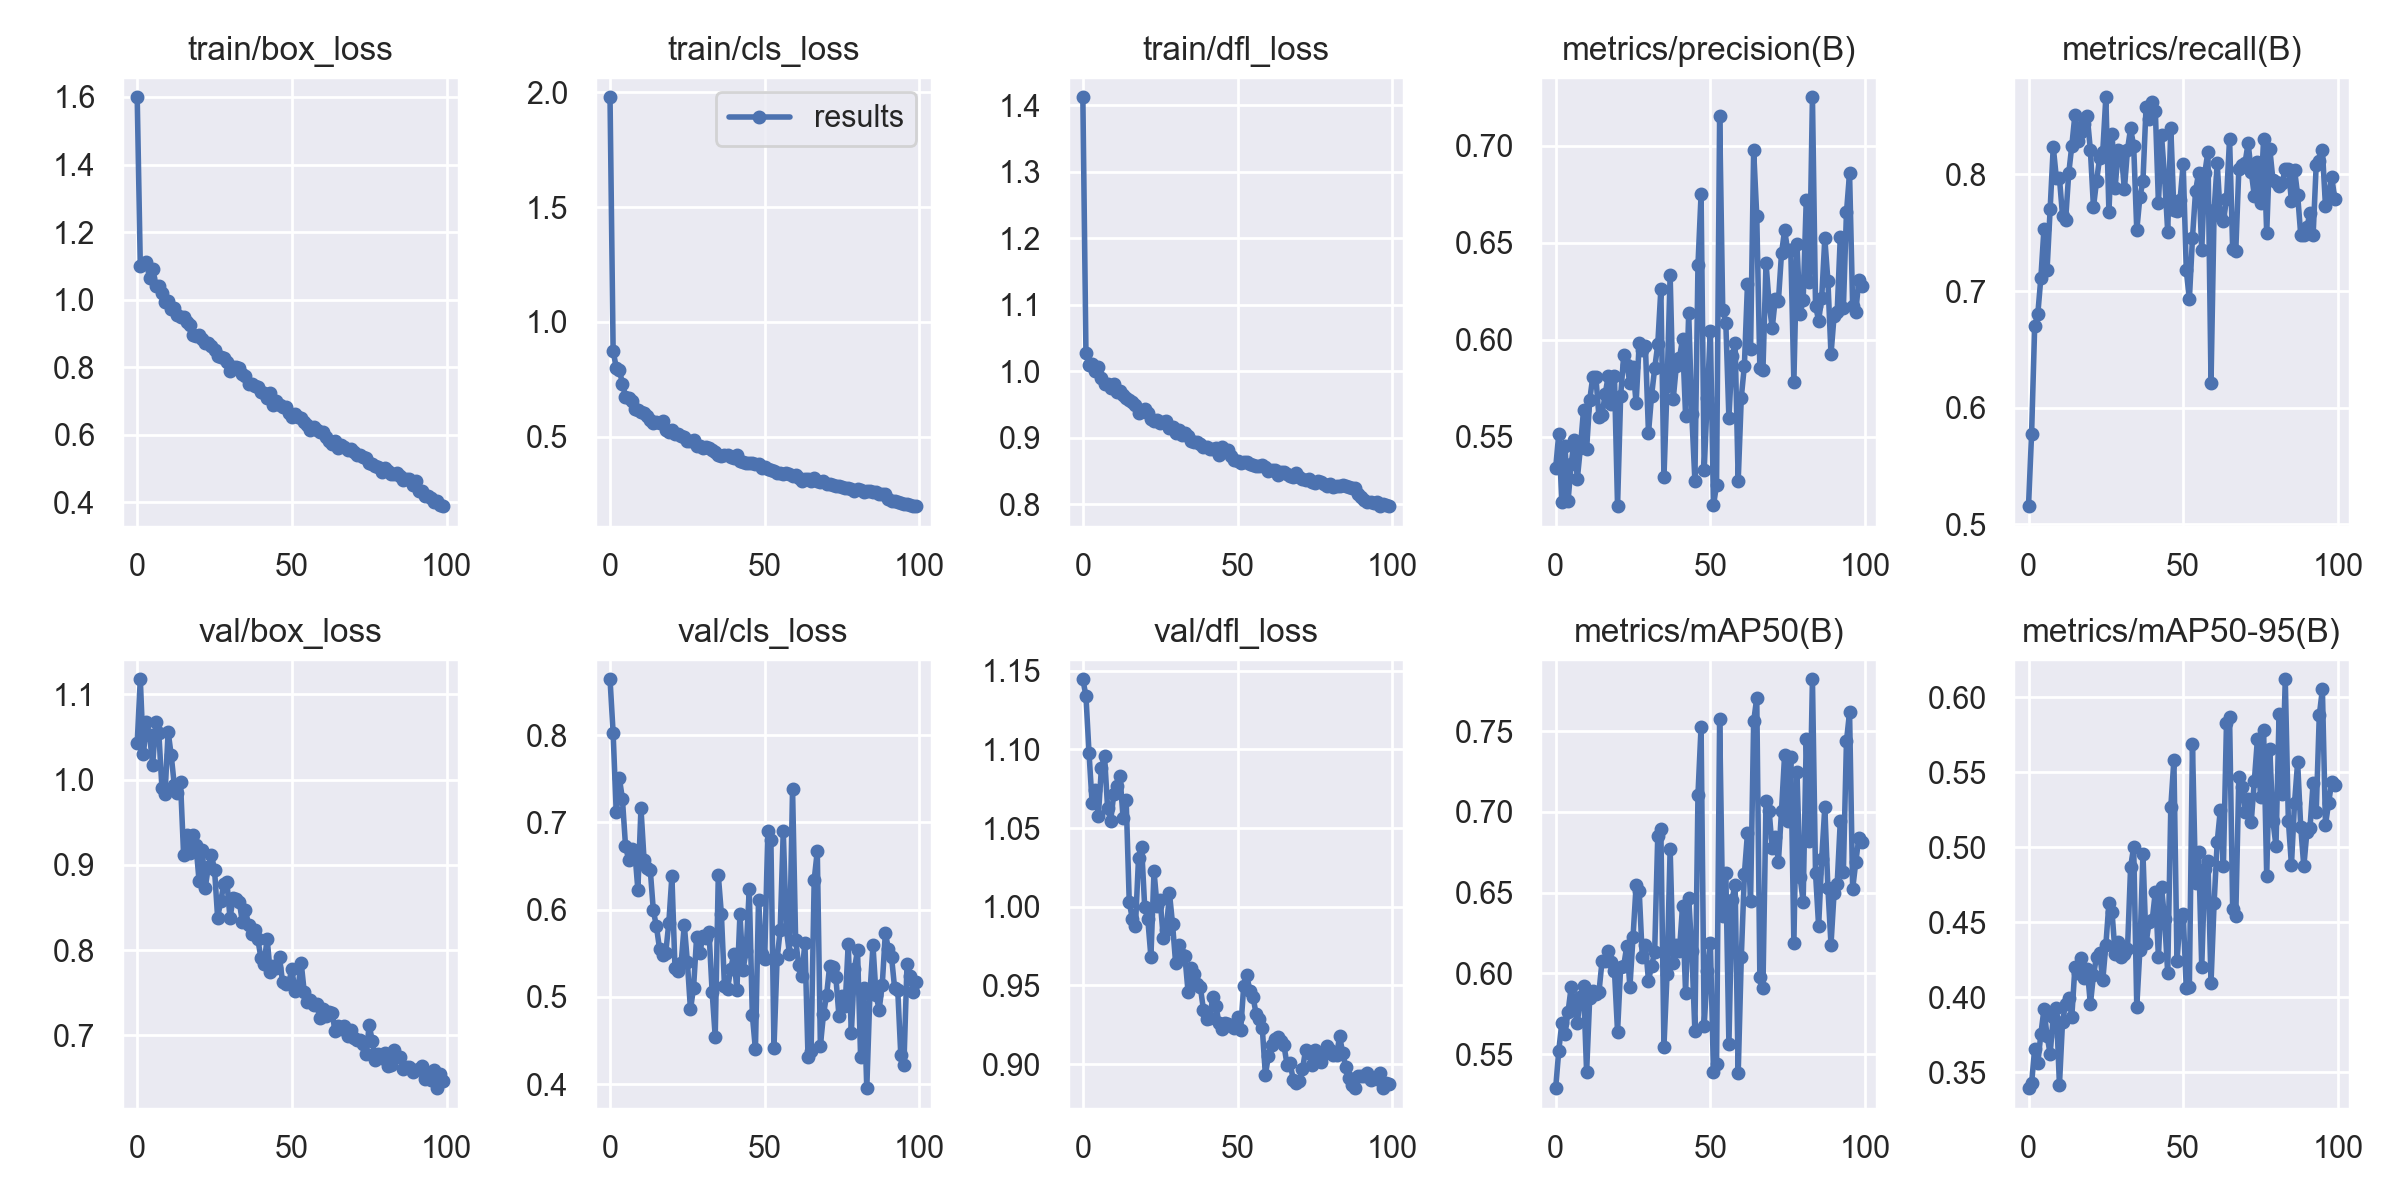 train/box_loss
1.6
1.4
1.2
1.0
0.8
0.6
0.4
0 50 100
train/cls_loss
results
2.0
1.5
1.0
0.5
0 50 100
train/dfl_loss
1.4
1.3
1.2
1.1
1.0
0.9
0.8
0 50 100
metrics/precision(B)
0.70
0.65
0.60
0.55
0 50 100
metrics/recall(B)
0.8
0.7
0.6
0.5
0 50 100
val/box_loss
1.1
1.0
0.9
0.8
0.7
0 50 100
val/cls_loss
0.8
0.7
0.6
0.5
0.4
0 50 100
val/dfl_loss
1.15
1.10
1.05
1.00
0.95
0.90
0 50 100
metrics/mAP50(B)
0.75
0.70
0.65
0.60
0.55
0 50 100
metrics/mAP50-95(B)
0.60
0.55
0.50
0.45
0.40
0.35
0 50 100